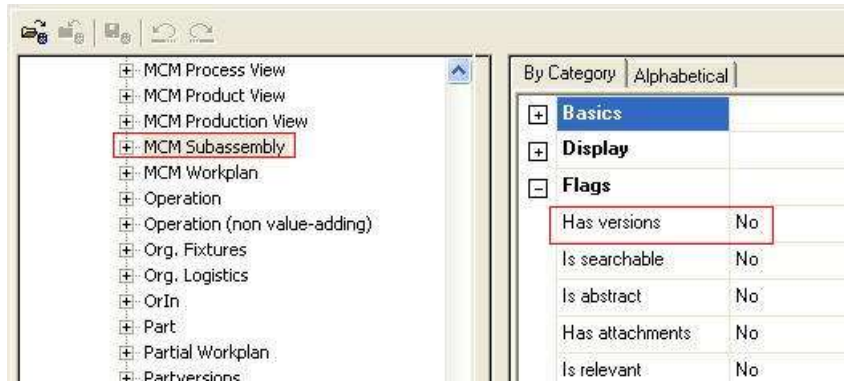 MCM Process View
MCM Product View
MCM Production View
MCM Subassembly
MCM Workplan
Operation
Operation (non value-adding)
Org. Fixtures
Org. Logistics
OrIn
Part
Partial Workplan
Partversions
By Category Alphabetical
Basics
Display
Flags
Has versions No
Is searchable No
Is abstract No
Has attachments No
Is relevant No